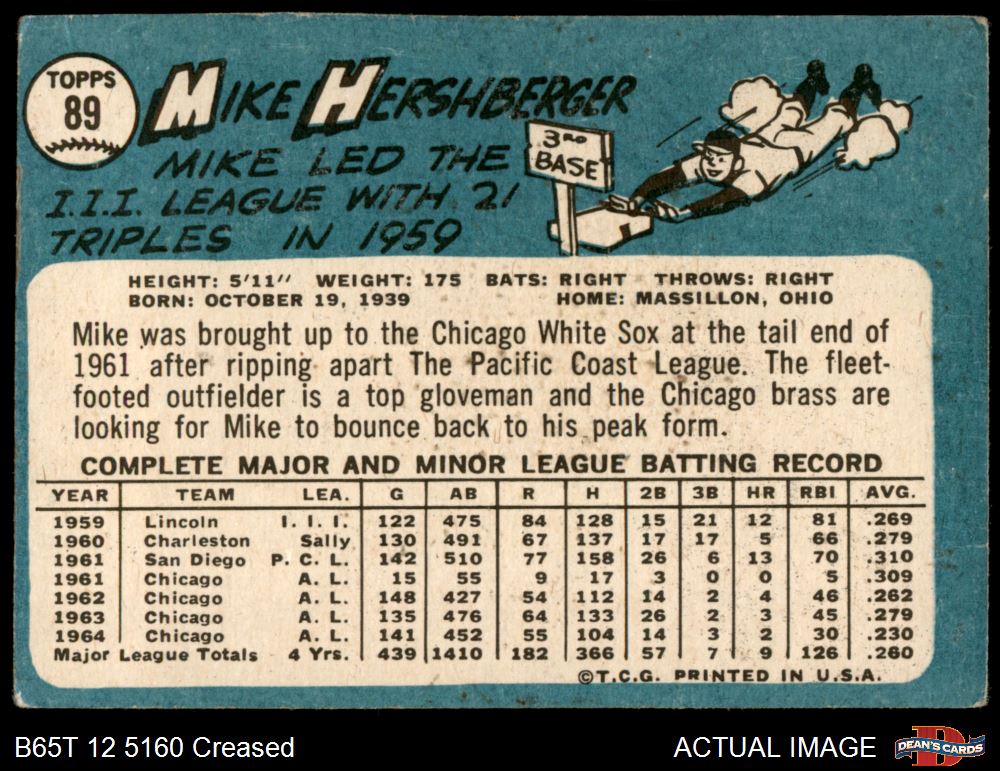 TOPPS
89
MIKE HERSHBERGER
MIKE LED THE
I.I.I. LEAGUE WITH 21
TRIPLES IN 1959
3RD
BASE
HEIGHT: 5'11" WEIGHT: 175 BATS: RIGHT THROWS: RIGHT
BORN: OCTOBER 19, 1939 HOME: MASSILLON, OHIO
Mike was brought up to the Chicago White Sox at the tail end of
1961 after ripping apart The Pacific Coast League. The fleet-
footed outfielder is a top gloveman and the Chicago brass are
looking for Mike to bounce back to his peak form.
COMPLETE MAJOR AND MINOR LEAGUE BATTING RECORD
YEAR TEAM LEA. G AB R H 2B 3B HR RBI AVG.
1959 Lincoln I. I. I. 122 475 84 128 15 21 12 81 .269
1960 Charleston Sally 130 491 67 137 17 17 5 66 .279
1961 San Diego P. C. L. 142 510 77 158 26 6 13 70 .310
1961 Chicago A. L. 15 55 9 17 3 0 0 5 .309
1962 Chicago A. L. 148 427 54 112 14 2 4 46 .262
1963 Chicago A. L. 135 476 64 133 26 2 3 45 .279
1964 Chicago A. L. 141 452 55 104 14 3 2 30 .230
Major League Totals 4 Yrs. 439 1410 182 366 57 7 9 126 .260
©T.C.G. PRINTED IN U.S.A.
B65T 12 5160 Creased
ACTUAL IMAGE
DEAN'S CARDS